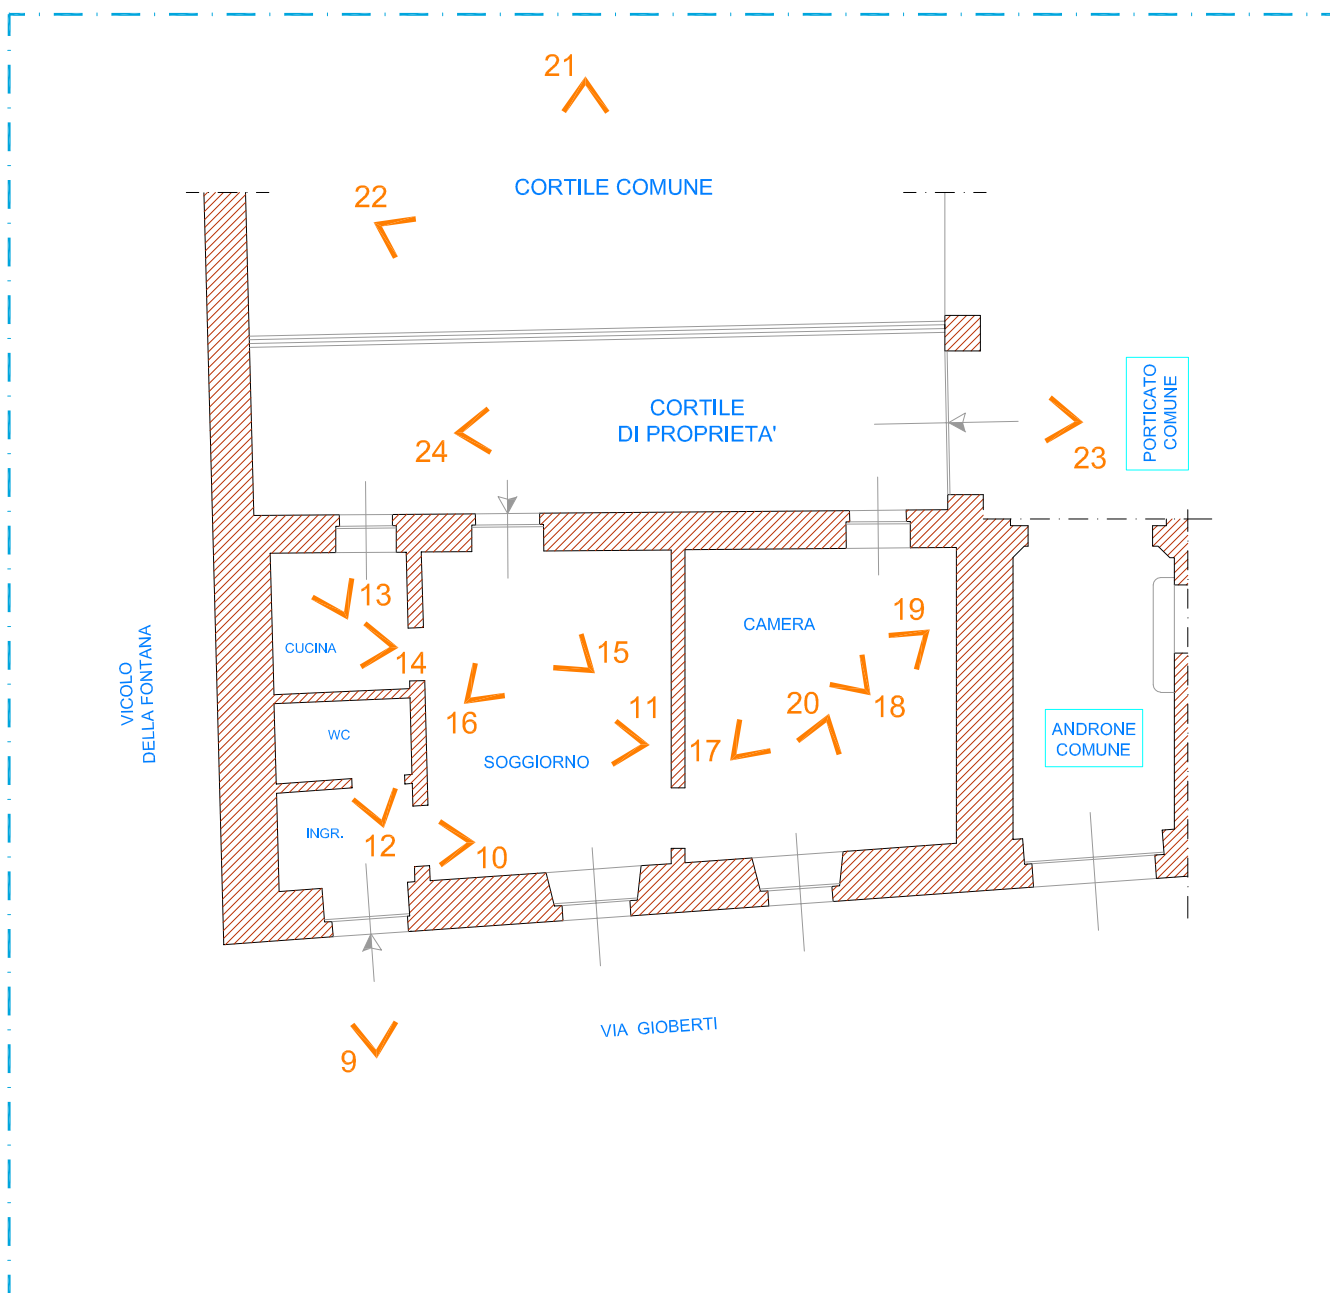 21
CORTILE COMUNE
22
PORTICATO
COMUNE
CORTILE
DI PROPRIETA'
24
23
13
19
CAMERA
CUCINA
14
15
VICOLO
DELLA FONTANA
16
11
20
18
17
WC
SOGGIORNO
ANDRONE
COMUNE
INGR.
12
10
VIA GIOBERTI
9